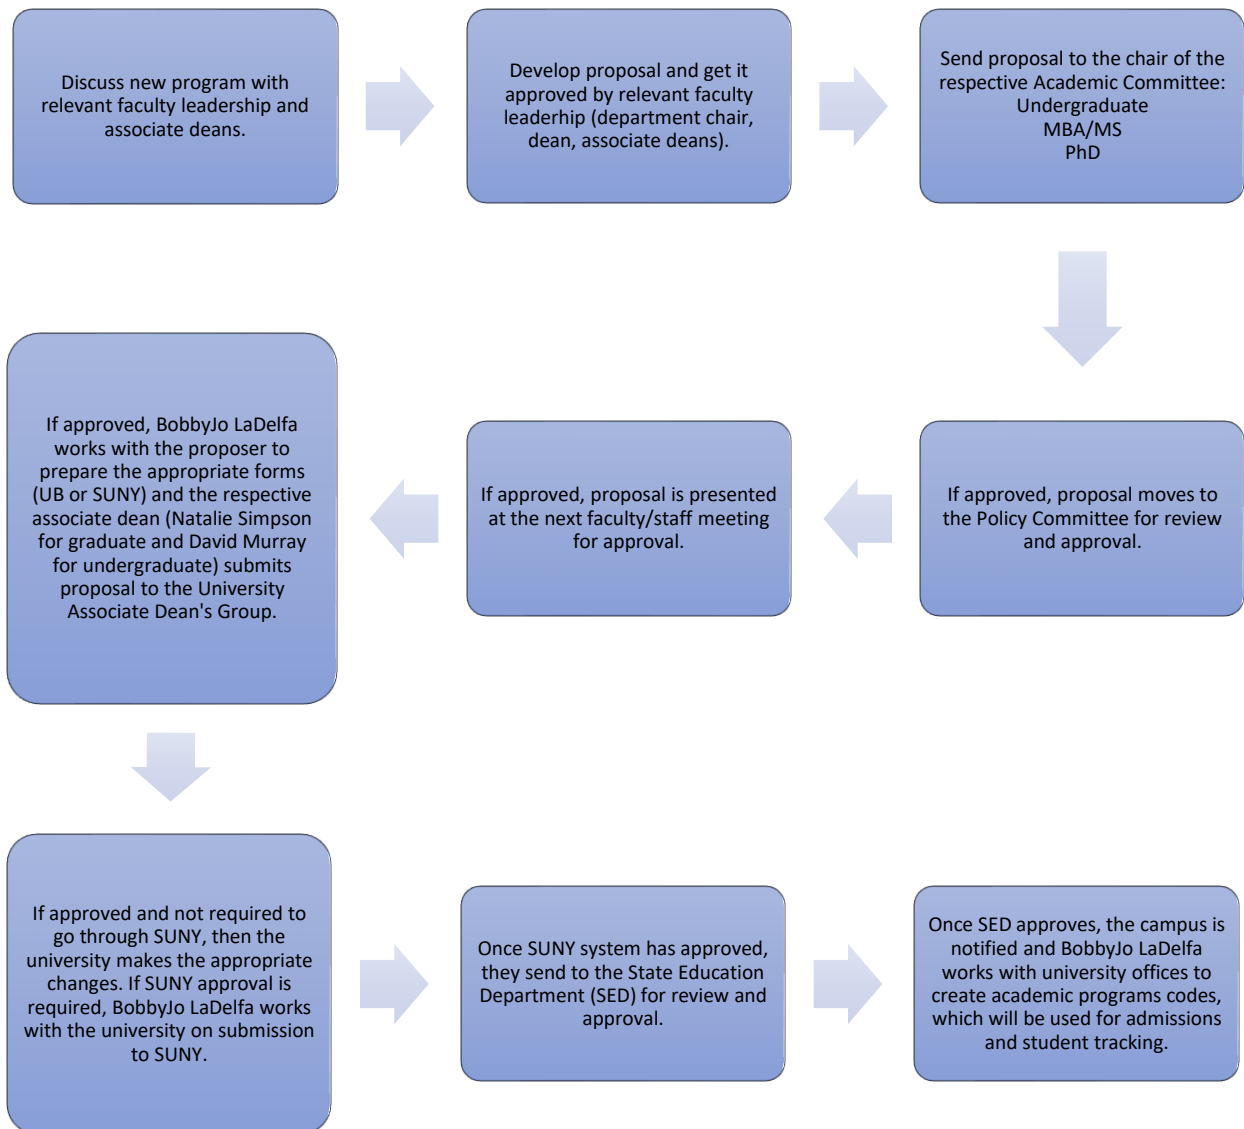 Discuss new program with
relevant faculty leadership and
associate deans.
Develop proposal and get it
approved by relevant faculty
leaderhip (department chair,
dean, associate deans).
Send proposal to the chair of the
respective Academic Committee:
Undergraduate
MBA/MS
PhD
If approved, proposal moves to
the Policy Committee for review
and approval.
If approved, proposal is presented
at the next faculty/staff meeting
for approval.
If approved, BobbyJo LaDelfa
works with the proposer to
prepare the appropriate forms
(UB or SUNY) and the respective
associate dean (Natalie Simpson
for graduate and David Murray
for undergraduate) submits
proposal to the University
Associate Dean's Group.
If approved and not required to
go through SUNY, then the
university makes the appropriate
changes. If SUNY approval is
required, BobbyJo LaDelfa works
with the university on submission
to SUNY.
Once SUNY system has approved,
they send to the State Education
Department (SED) for review and
approval.
Once SED approves, the campus is
notified and BobbyJo LaDelfa
works with university offices to
create academic programs codes,
which will be used for admissions
and student tracking.